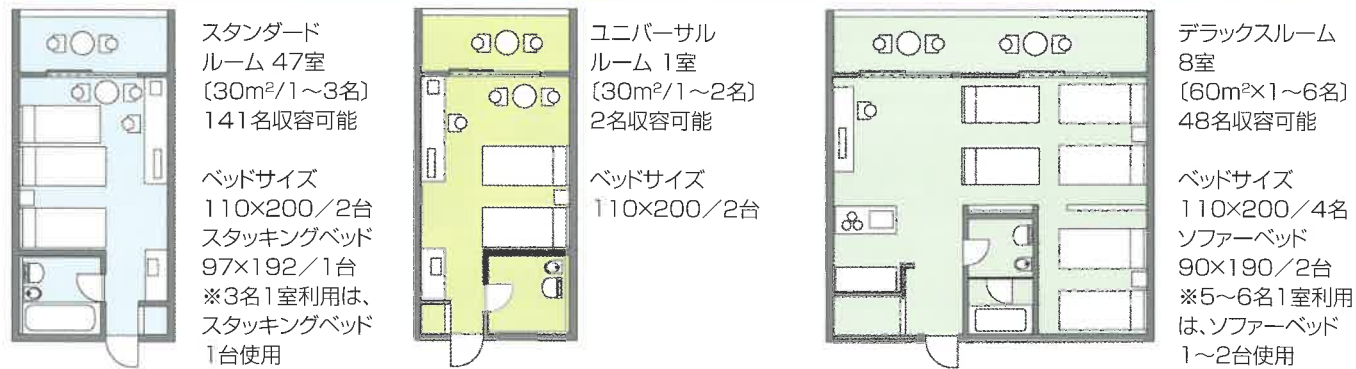 スタンダード
ルーム 47室
〔30m²/1～3名〕
141名収容可能
ベッドサイズ
110×200／2台
スタッキングベッド
97×192／1台
※3名1室利用は、
スタッキングベッド
1台使用
ユニバーサル
ルーム 1室
〔30m²/1～2名〕
2名収容可能
ベッドサイズ
110×200／2台
デラックスルーム
8室
〔60m²×1～6名〕
48名収容可能
ベッドサイズ
110×200／4名
ソファーベッド
90×190／2台
※5～6名1室利用
は、ソファーベッド
1～2台使用